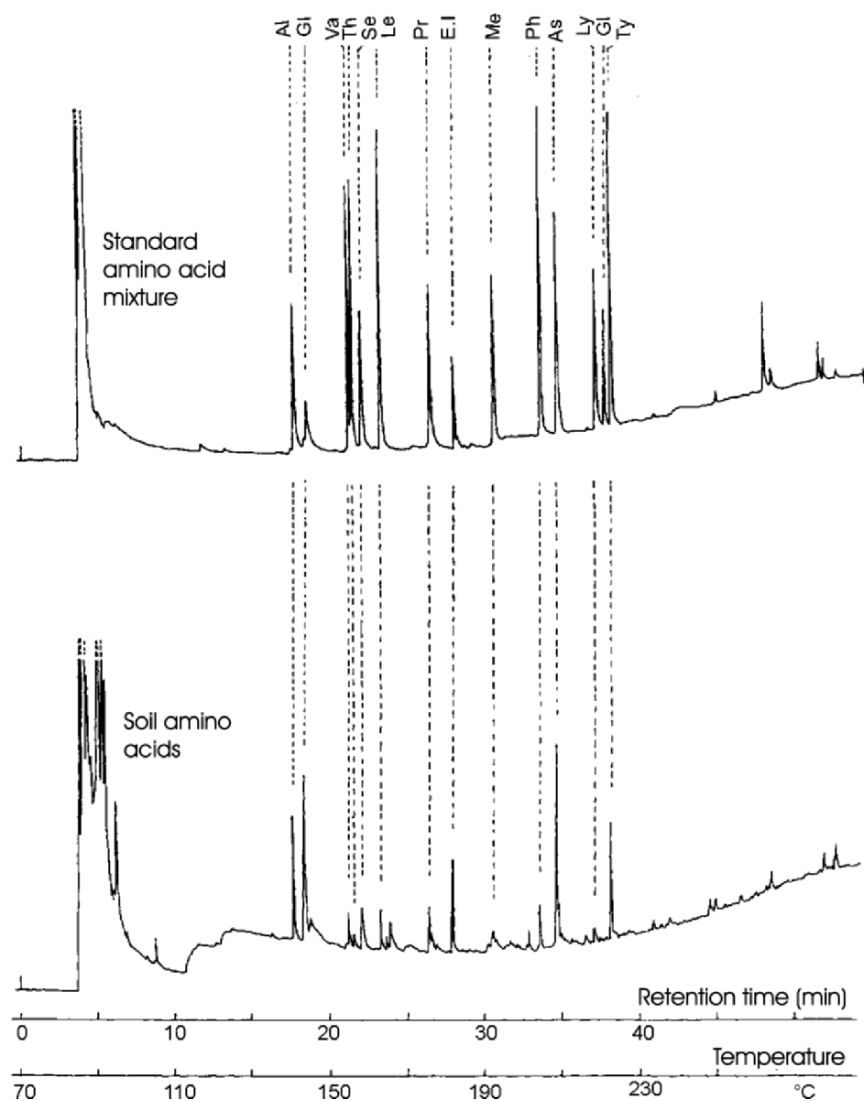 Al
Gl
Va
Th
Se
Le
Pr
E.I
Me
Ph
As
Ly
Gl
Ty
Standard
amino acid
mixture
Soil amino
acids
Retention time (min)
0 10 20 30 40
Temperature
70 110 150 190 230 °C